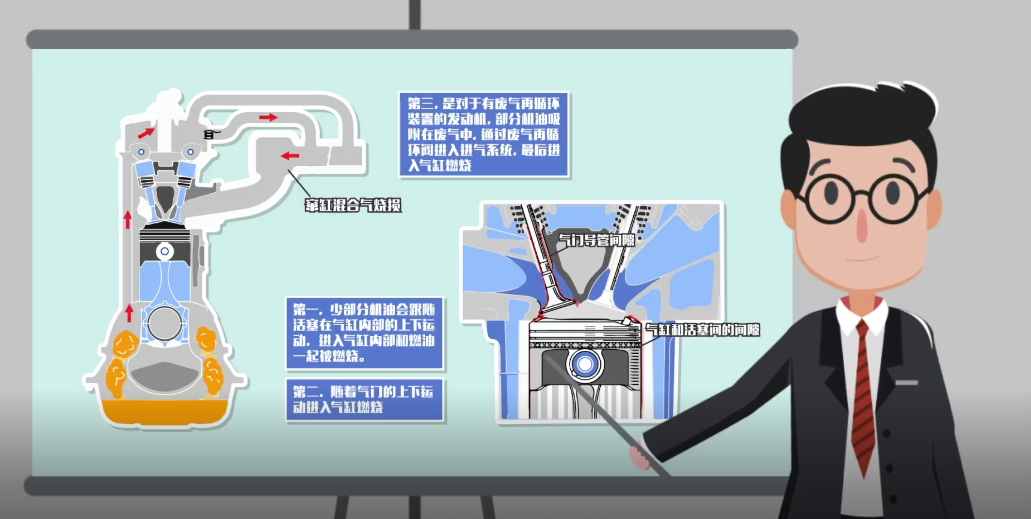 第三，是对于有废气再循环
装置的发动机，部分机油吸
附在废气中，通过废气再循
环阀进入进气系统，最后进
入气缸燃烧
窜缸混合气烧损
气门导管间隙
第一，少部分机油会跟随
活塞在气缸内部的上下运
动，进入气缸内部和燃油
一起被燃烧。
气缸和活塞间的间隙
第二，随着气门的上下运
动进入气缸燃烧